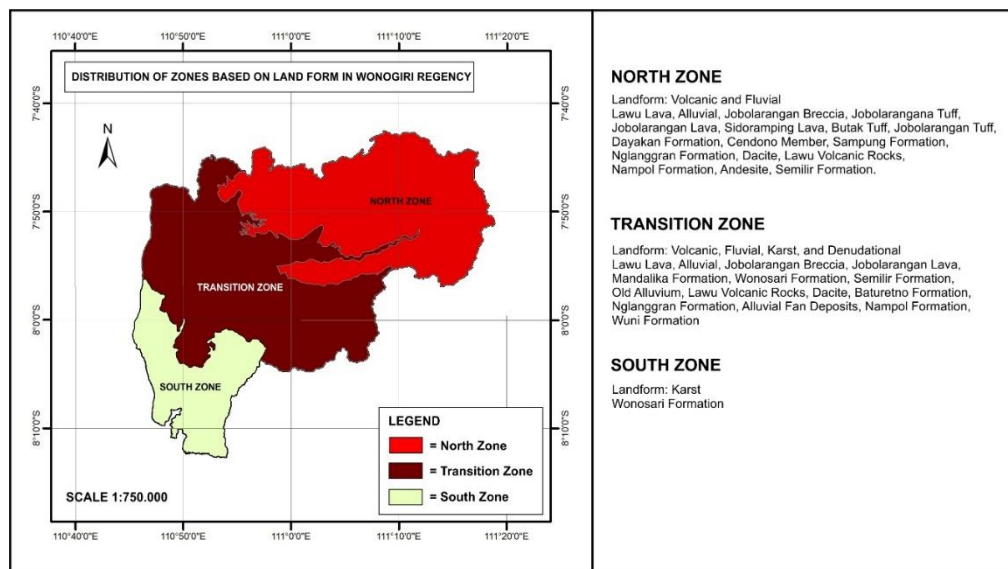 110°40'0"E 110°50'0"E 111°0'0"E 111°10'0"E 111°20'0"E
DISTRIBUTION OF ZONES BASED ON LAND FORM IN WONOGIRI REGENCY
7°40'0"S 7°40'0"S
N
7°50'0"S 7°50'0"S
NORTH ZONE
TRANSITION ZONE
8°0'0"S 8°0'0"S
SOUTH ZONE
8°10'0"S 8°10'0"S
LEGEND
= North Zone
= Transition Zone
= South Zone
SCALE 1:750.000
110°40'0"E 110°50'0"E 111°0'0"E 111°10'0"E 111°20'0"E
NORTH ZONE
Landform: Volcanic and Fluvial
Lawu Lava, Alluvial, Jobolarangan Breccia, Jobolarangana Tuff,
Jobolarangan Lava, Sidoramping Lava, Butak Tuff, Jobolarangan Tuff,
Dayakan Formation, Cendono Member, Sampung Formation,
Nglanggran Formation, Dacite, Lawu Volcanic Rocks,
Nampol Formation, Andesite, Semilir Formation.
TRANSITION ZONE
Landform: Volcanic, Fluvial, Karst, and Denudational
Lawu Lava, Alluvial, Jobolarangan Breccia, Jobolarangan Lava,
Mandalika Formation, Wonosari Formation, Semilir Formation,
Old Alluvium, Lawu Volcanic Rocks, Dacite, Baturetno Formation,
Nglanggran Formation, Alluvial Fan Deposits, Nampol Formation,
Wuni Formation
SOUTH ZONE
Landform: Karst
Wonosari Formation